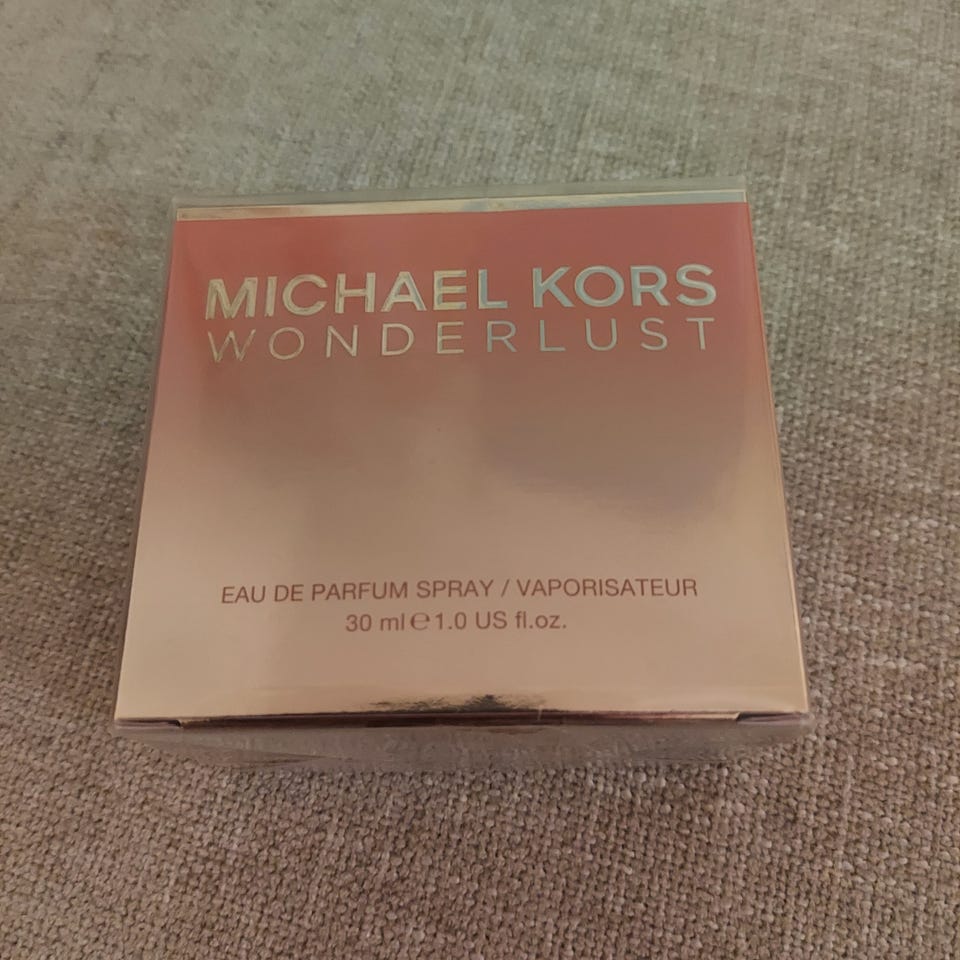 MICHAEL KORS
WONDERLUST
EAU DE PARFUM SPRAY / VAPORISATEUR
30 ml ℮ 1.0 US fl.oz.